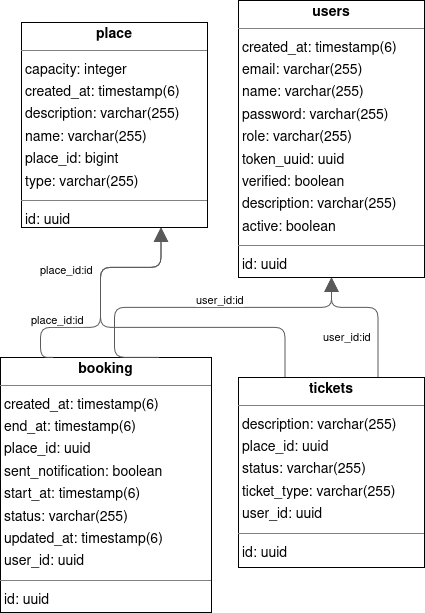 place
capacity: integer
created_at: timestamp(6)
description: varchar(255)
name: varchar(255)
place_id: bigint
type: varchar(255)
id: uuid
users
created_at: timestamp(6)
email: varchar(255)
name: varchar(255)
password: varchar(255)
role: varchar(255)
token_uuid: uuid
verified: boolean
description: varchar(255)
active: boolean
id: uuid
place_id:id
user_id:id
place_id:id
user_id:id
booking
created_at: timestamp(6)
end_at: timestamp(6)
place_id: uuid
sent_notification: boolean
start_at: timestamp(6)
status: varchar(255)
updated_at: timestamp(6)
user_id: uuid
id: uuid
tickets
description: varchar(255)
place_id: uuid
status: varchar(255)
ticket_type: varchar(255)
user_id: uuid
id: uuid